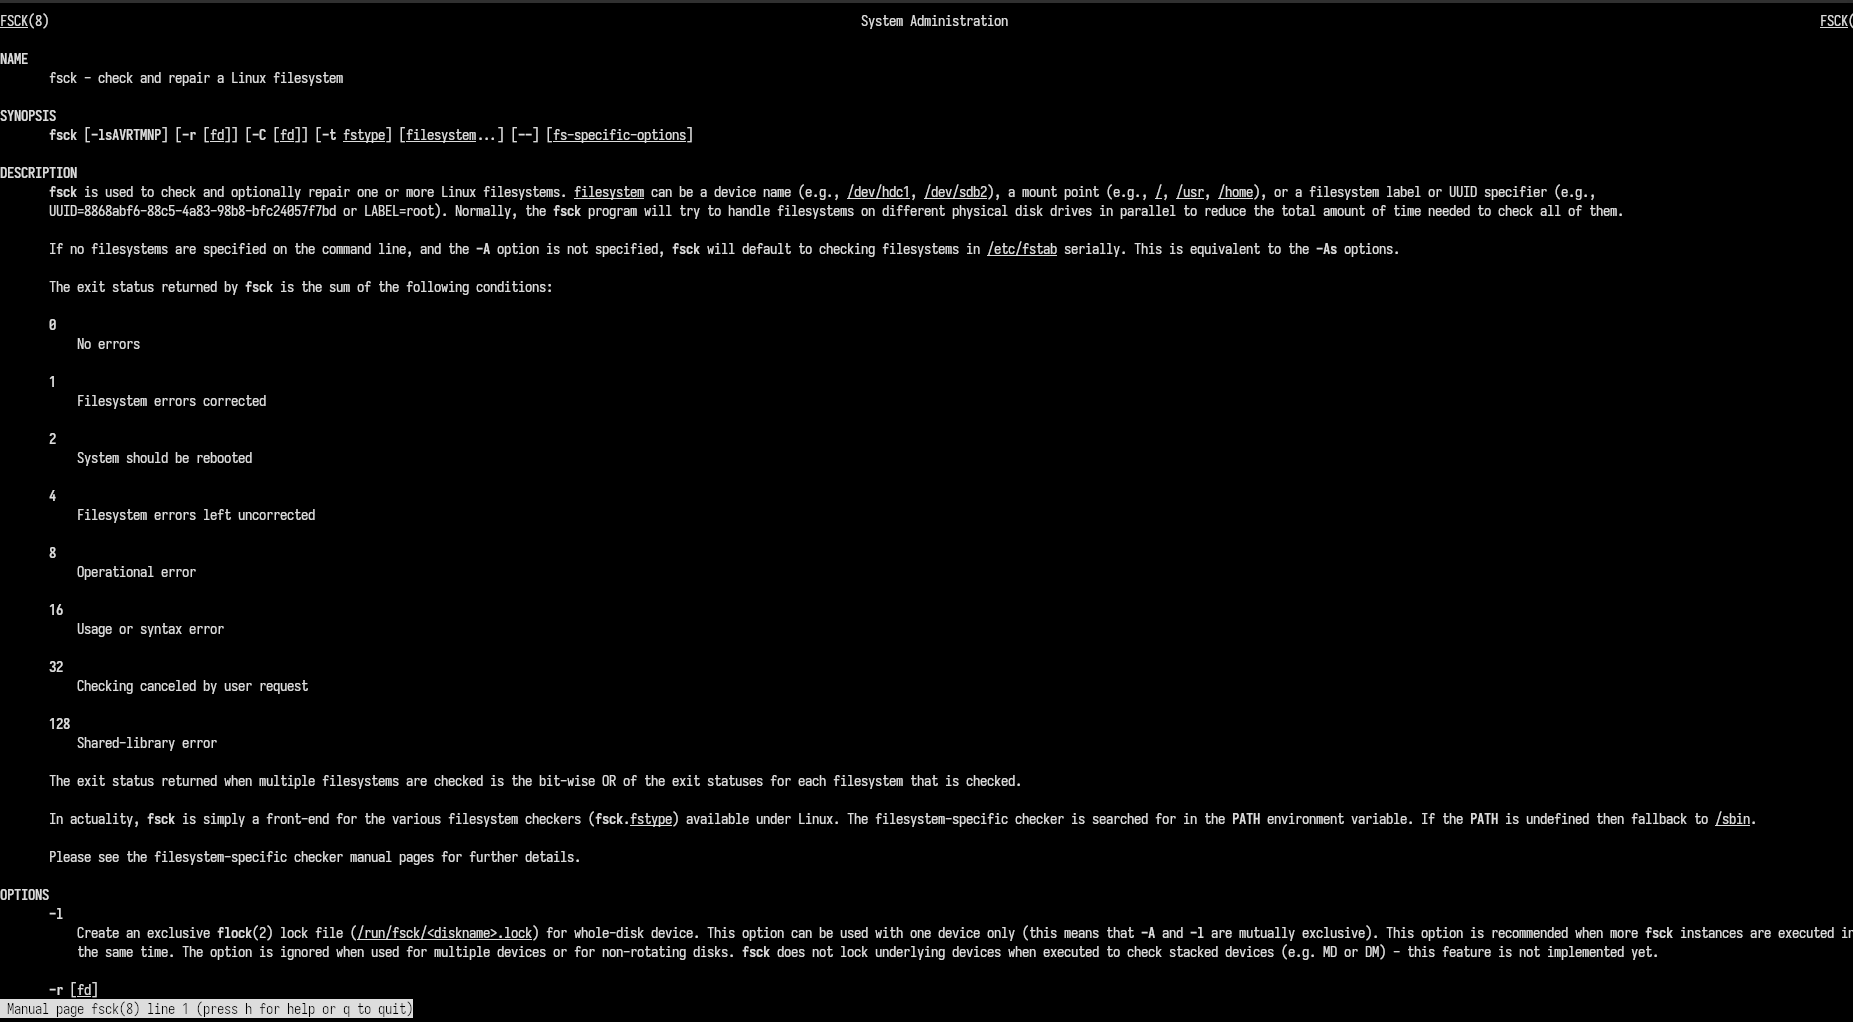 FSCK(8) System Administration FSCK(
NAME
fsck - check and repair a Linux filesystem
SYNOPSIS
fsck [-lsAVRTMNP] [-r [fd]] [-C [fd]] [-t fstype] [filesystem...] [--] [fs-specific-options]
DESCRIPTION
fsck is used to check and optionally repair one or more Linux filesystems. filesystem can be a device name (e.g., /dev/hdc1, /dev/sdb2), a mount point (e.g., /, /usr, /home), or a filesystem label or UUID specifier (e.g.,
UUID=8868abf6-88c5-4a83-98b8-bfc24057f7bd or LABEL=root). Normally, the fsck program will try to handle filesystems on different physical disk drives in parallel to reduce the total amount of time needed to check all of them.
If no filesystems are specified on the command line, and the -A option is not specified, fsck will default to checking filesystems in /etc/fstab serially. This is equivalent to the -As options.
The exit status returned by fsck is the sum of the following conditions:
0
No errors
1
Filesystem errors corrected
2
System should be rebooted
4
Filesystem errors left uncorrected
8
Operational error
16
Usage or syntax error
32
Checking canceled by user request
128
Shared-library error
The exit status returned when multiple filesystems are checked is the bit-wise OR of the exit statuses for each filesystem that is checked.
In actuality, fsck is simply a front-end for the various filesystem checkers (fsck.fstype) available under Linux. The filesystem-specific checker is searched for in the PATH environment variable. If the PATH is undefined then fallback to /sbin.
Please see the filesystem-specific checker manual pages for further details.
OPTIONS
-l
Create an exclusive flock(2) lock file (/run/fsck/<diskname>.lock) for whole-disk device. This option can be used with one device only (this means that -A and -l are mutually exclusive). This option is recommended when more fsck instances are executed in
the same time. The option is ignored when used for multiple devices or for non-rotating disks. fsck does not lock underlying devices when executed to check stacked devices (e.g. MD or DM) - this feature is not implemented yet.
-r [fd]
Manual page fsck(8) line 1 (press h for help or q to quit)